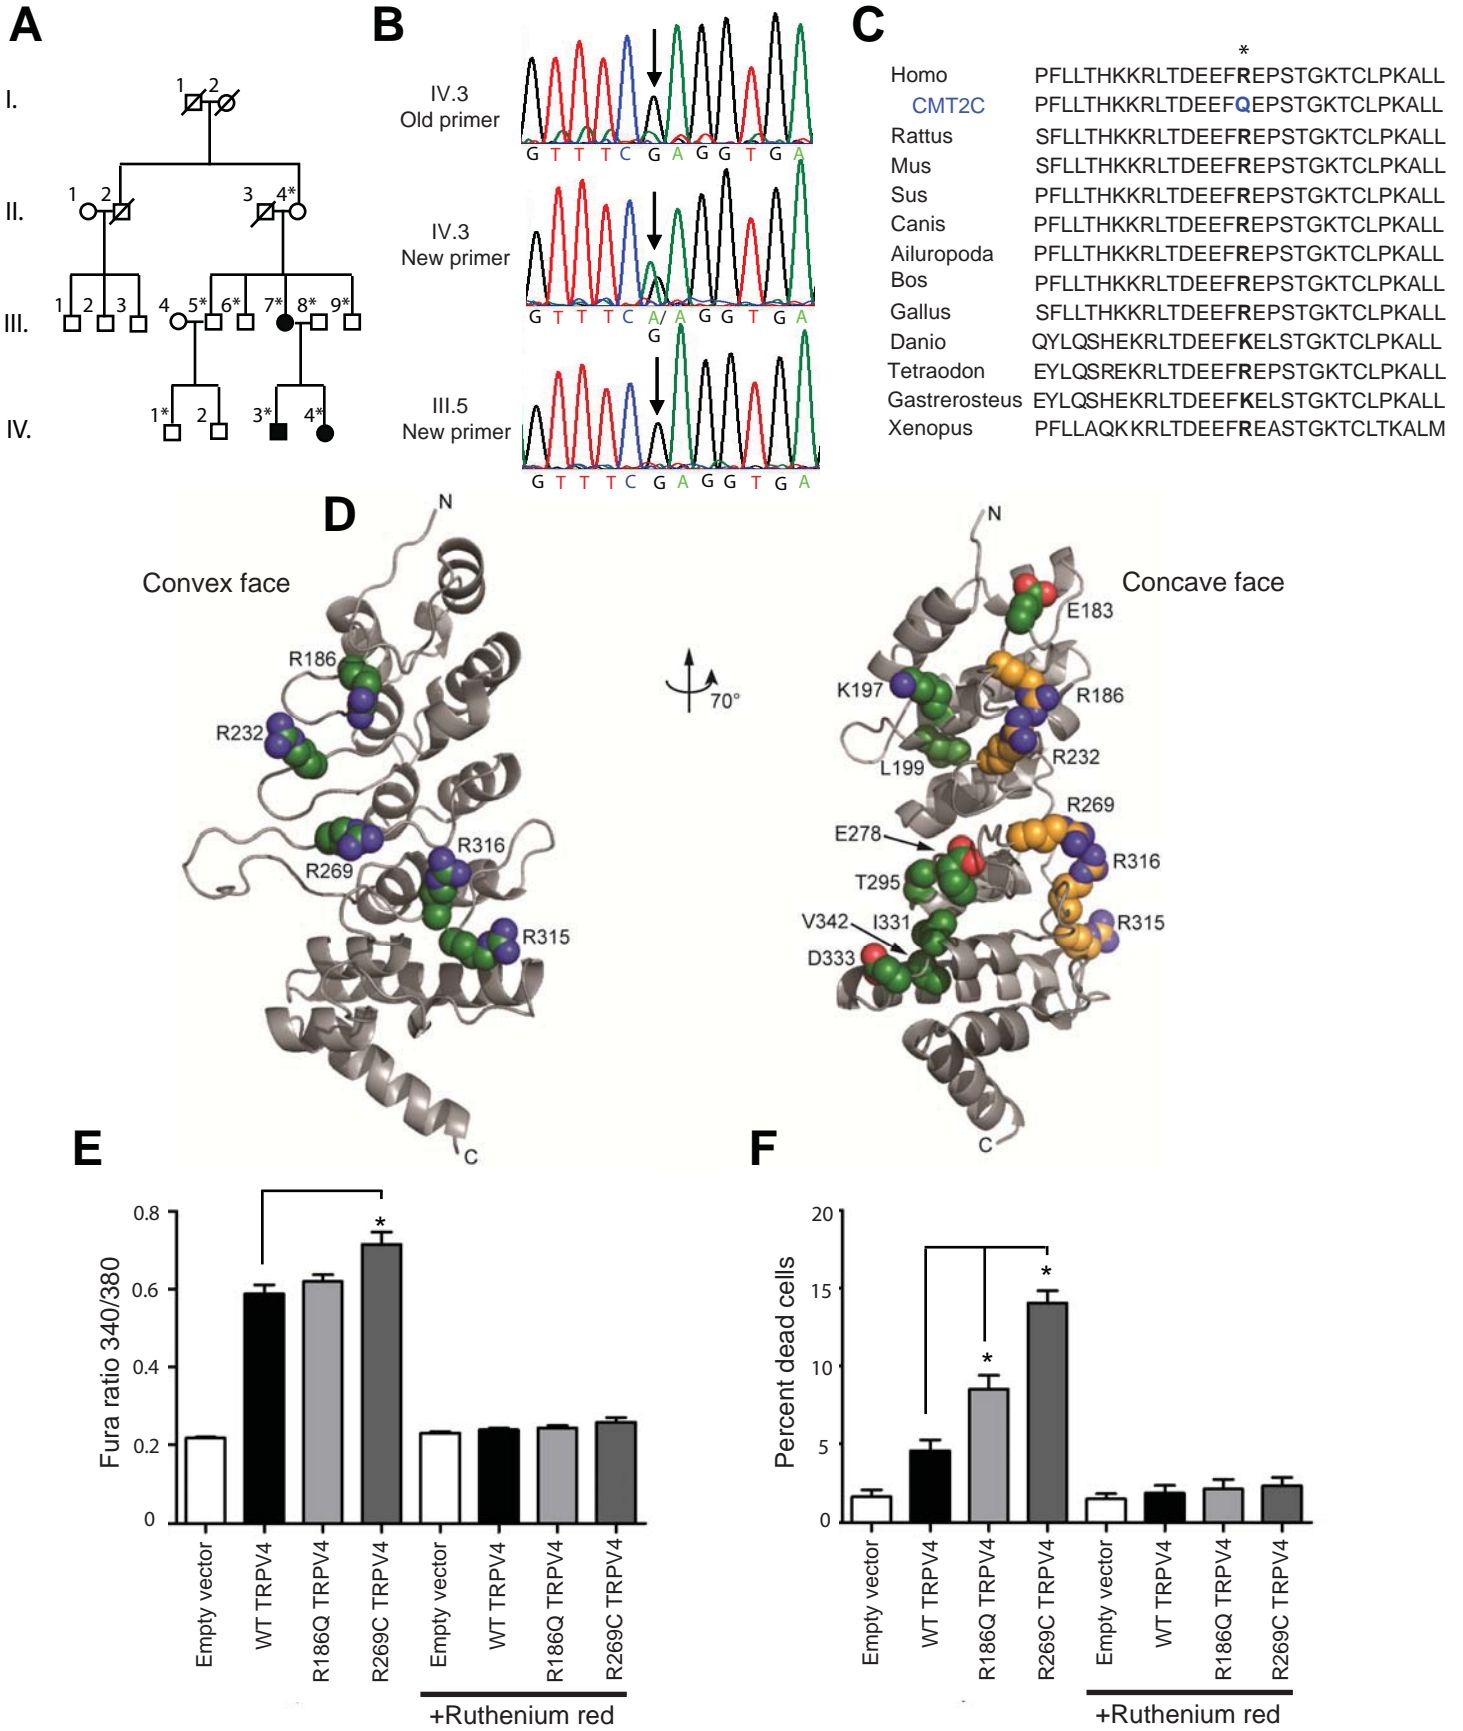 A
I.
1 2
II.
1 2 3 4*
III.
1 2 3 4 5* 6* 7* 8* 9*
IV.
1* 2 3* 4*
B
IV.3
Old primer
G T T T C G A G G T G A
IV.3
New primer
G T T T C A/ A G G T G A
G
III.5
New primer
G T T T C G A G G T G A
C
*
Homo PFLLTHKKRLTDEEFREPSTGKTCLPKALL
CMT2C PFLLTHKKRLTDEEFQEPSTGKTCLPKALL
Rattus SFLLTHKKRLTDEEFREPSTGKTCLPKALL
Mus SFLLTHKKRLTDEEFREPSTGKTCLPKALL
Sus PFLLTHKKRLTDEEFREPSTGKTCLPKALL
Canis PFLLTHKKRLTDEEFREPSTGKTCLPKALL
Ailuropoda PFLLTHKKRLTDEEFREPSTGKTCLPKALL
Bos PFLLTHKKRLTDEEFREPSTGKTCLPKALL
Gallus SFLLTHKKRLTDEEFREPSTGKTCLPKALL
Danio QYLQSHEKRLTDEEFKELSTGKTCLPKALL
Tetraodon EYLQSREKRLTDEEFREPSTGKTCLPKALL
Gastrerosteus EYLQSHEKRLTDEEFKELSTGKTCLPKALL
Xenopus PFLLAQKKRLTDEEFREASTGKTCLTKALM
D
Convex face
N
R186
R232
R269
R316
R315
C
70°
Concave face
N
E183
K197
R186
L199
R232
R269
E278
R316
T295
V342
I331
R315
D333
C
E
Fura ratio 340/380
0.8
0.6
0.4
0.2
0
*
Empty vector
WT TRPV4
R186Q TRPV4
R269C TRPV4
Empty vector
WT TRPV4
R186Q TRPV4
R269C TRPV4
+Ruthenium red
F
Percent dead cells
20
15
10
5
0
*
*
Empty vector
WT TRPV4
R186Q TRPV4
R269C TRPV4
Empty vector
WT TRPV4
R186Q TRPV4
R269C TRPV4
+Ruthenium red